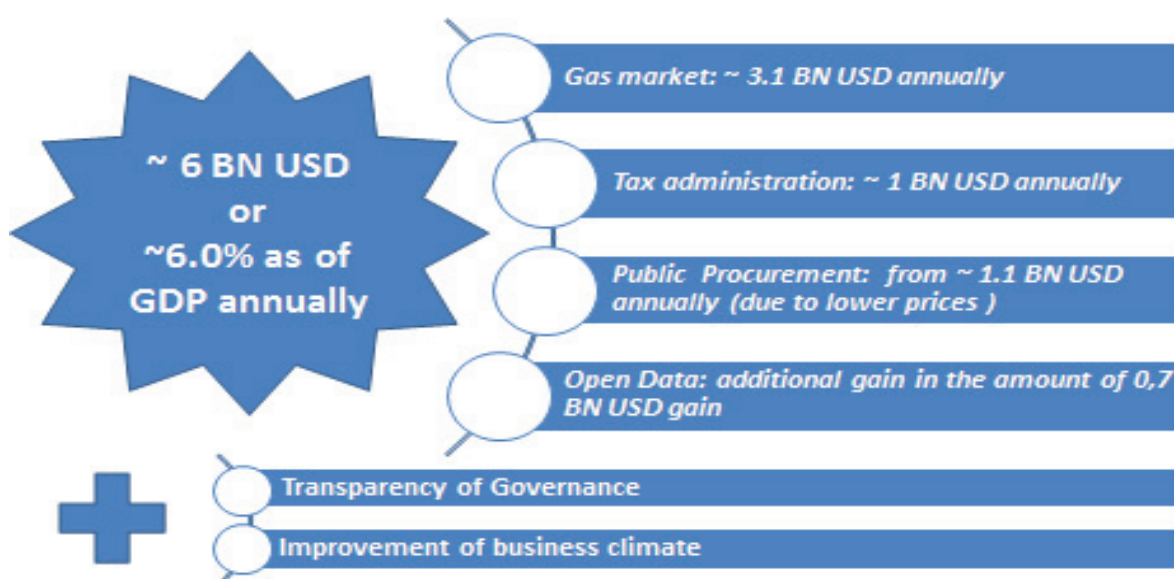 ~ 6 BN USD
or
~6.0% as of
GDP annually
Gas market: ~ 3.1 BN USD annually
Tax administration: ~ 1 BN USD annually
Public Procurement: from ~ 1.1 BN USD
annually (due to lower prices )
Open Data: additional gain in the amount of 0,7
BN USD gain
Transparency of Governance
Improvement of business climate